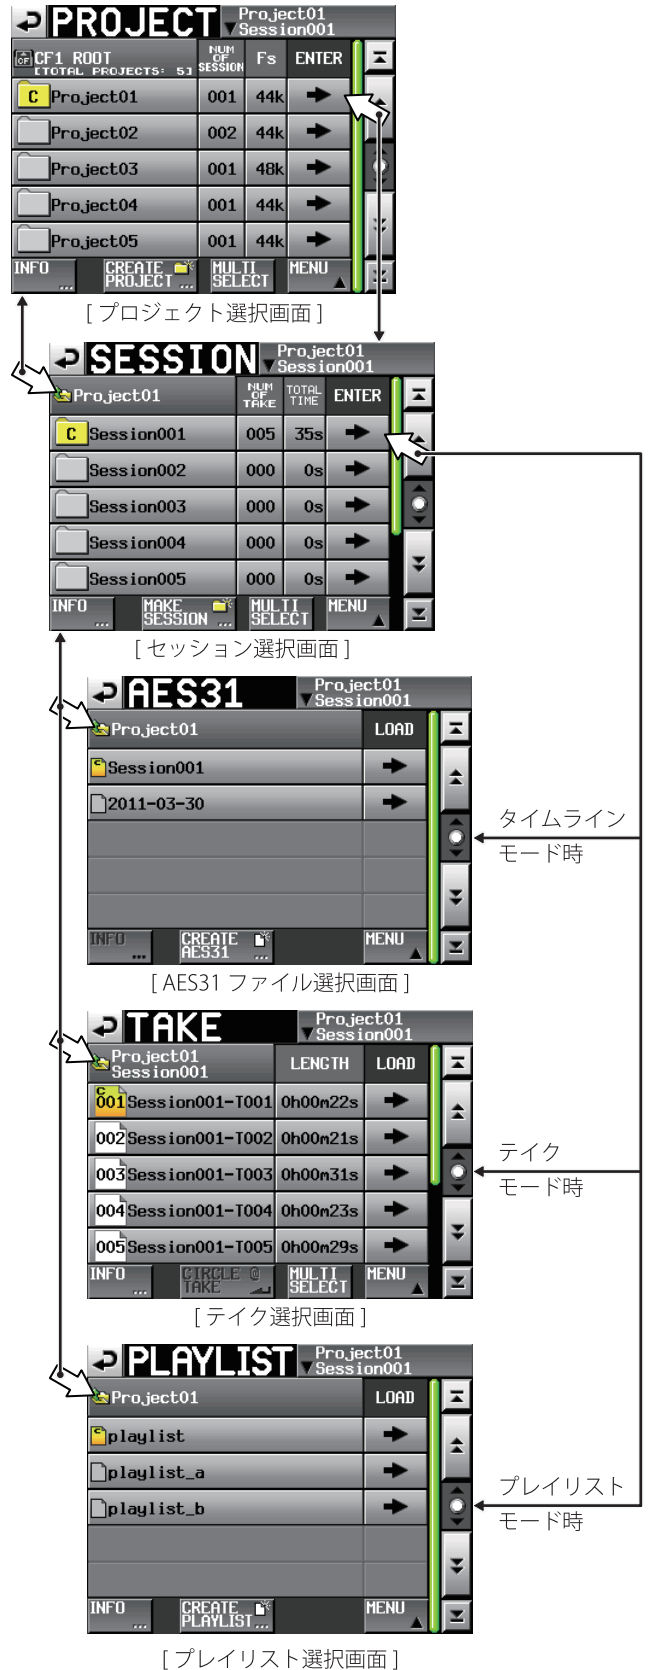 PROJECT
Project01
Session001
CF1 ROOT
[TOTAL PROJECTS: 5]
NUM OF SESSION
Fs
ENTER
C Project01 001 44k
Project02 002 44k
Project03 001 48k
Project04 001 44k
Project05 001 44k
INFO ...
CREATE PROJECT ...
MULTI SELECT
MENU
[ プロジェクト選択画面 ]
SESSION
Project01
Session001
Project01
NUM OF TAKE
TOTAL TIME
ENTER
C Session001 005 35s
Session002 000 0s
Session003 000 0s
Session004 000 0s
Session005 000 0s
INFO ...
MAKE SESSION ...
MULTI SELECT
MENU
[ セッション選択画面 ]
AES31
Project01
Session001
Project01
LOAD
C Session001
2011-03-30
INFO ...
CREATE AES31 ...
MENU
タイムライン
モード時
[ AES31 ファイル選択画面 ]
TAKE
Project01
Session001
Project01
Session001
LENGTH
LOAD
C 001 Session001-T001 0h00m22s
002 Session001-T002 0h00m21s
003 Session001-T003 0h00m31s
004 Session001-T004 0h00m23s
005 Session001-T005 0h00m29s
INFO ...
CIRCLE @ TAKE
MULTI SELECT
MENU
テイク
モード時
[ テイク選択画面 ]
PLAYLIST
Project01
Session001
Project01
LOAD
C playlist
playlist_a
playlist_b
INFO ...
CREATE PLAYLIST ...
MENU
プレイリスト
モード時
[ プレイリスト選択画面 ]